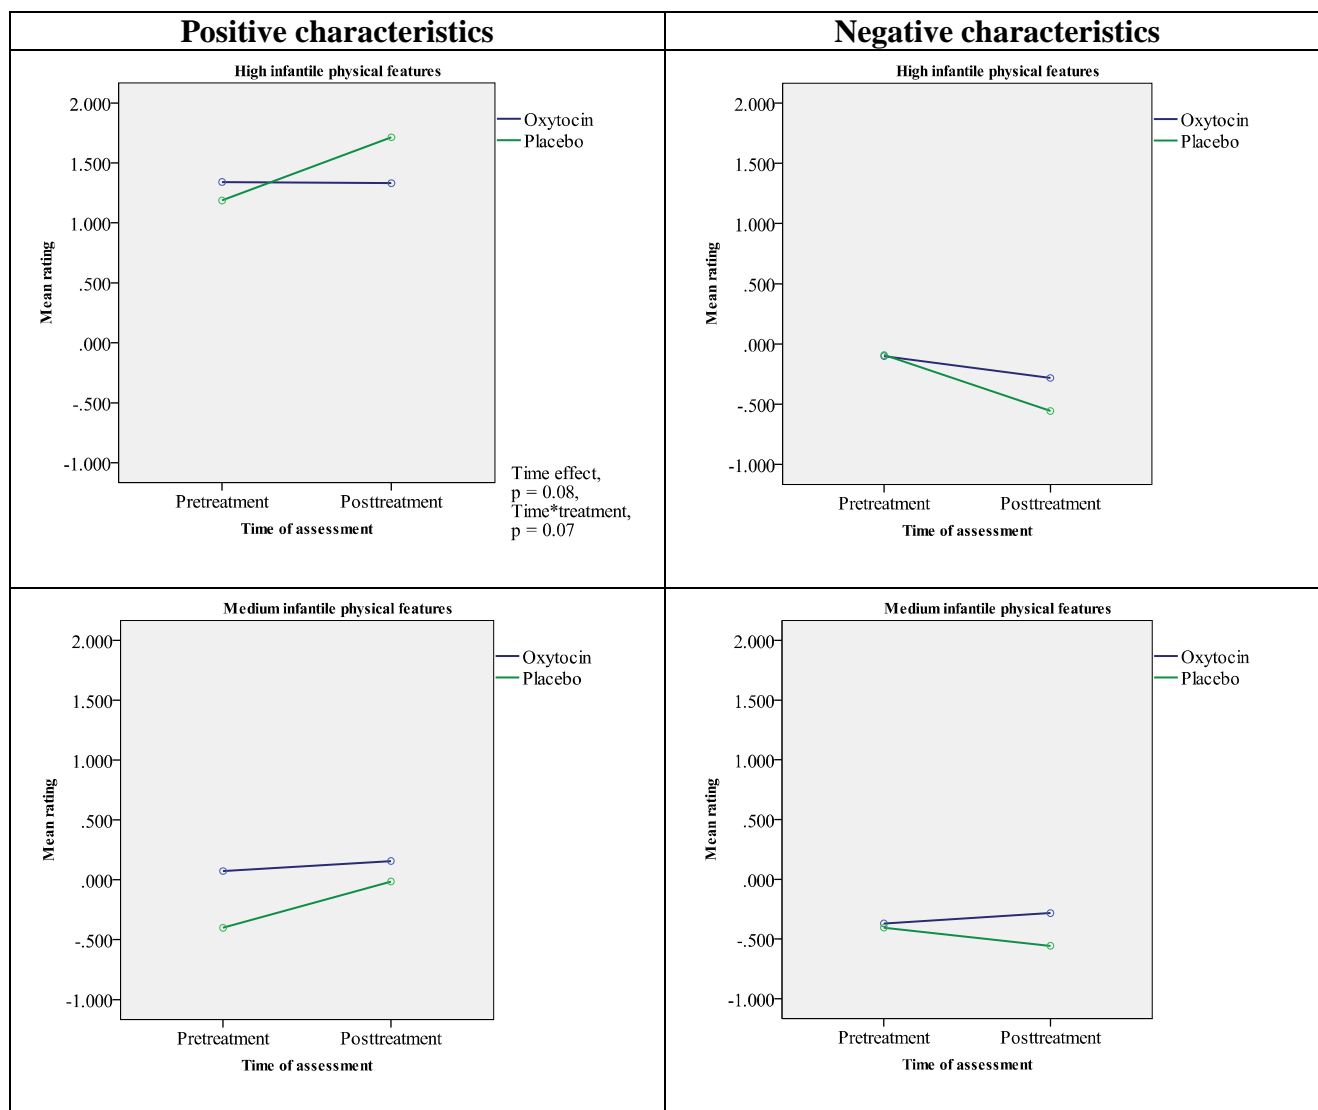 Positive characteristics
Negative characteristics
High infantile physical features
2.000
1.500
1.000
.500
.000
-.500
-1.000
Mean rating
Pretreatment
Posttreatment
Time of assessment
Oxytocin
Placebo
Time effect,
p = 0.08,
Time*treatment,
p = 0.07
High infantile physical features
2.000
1.500
1.000
.500
.000
-.500
-1.000
Mean rating
Pretreatment
Posttreatment
Time of assessment
Oxytocin
Placebo
Medium infantile physical features
2.000
1.500
1.000
.500
.000
-.500
-1.000
Mean rating
Pretreatment
Posttreatment
Time of assessment
Oxytocin
Placebo
Medium infantile physical features
2.000
1.500
1.000
.500
.000
-.500
-1.000
Mean rating
Pretreatment
Posttreatment
Time of assessment
Oxytocin
Placebo